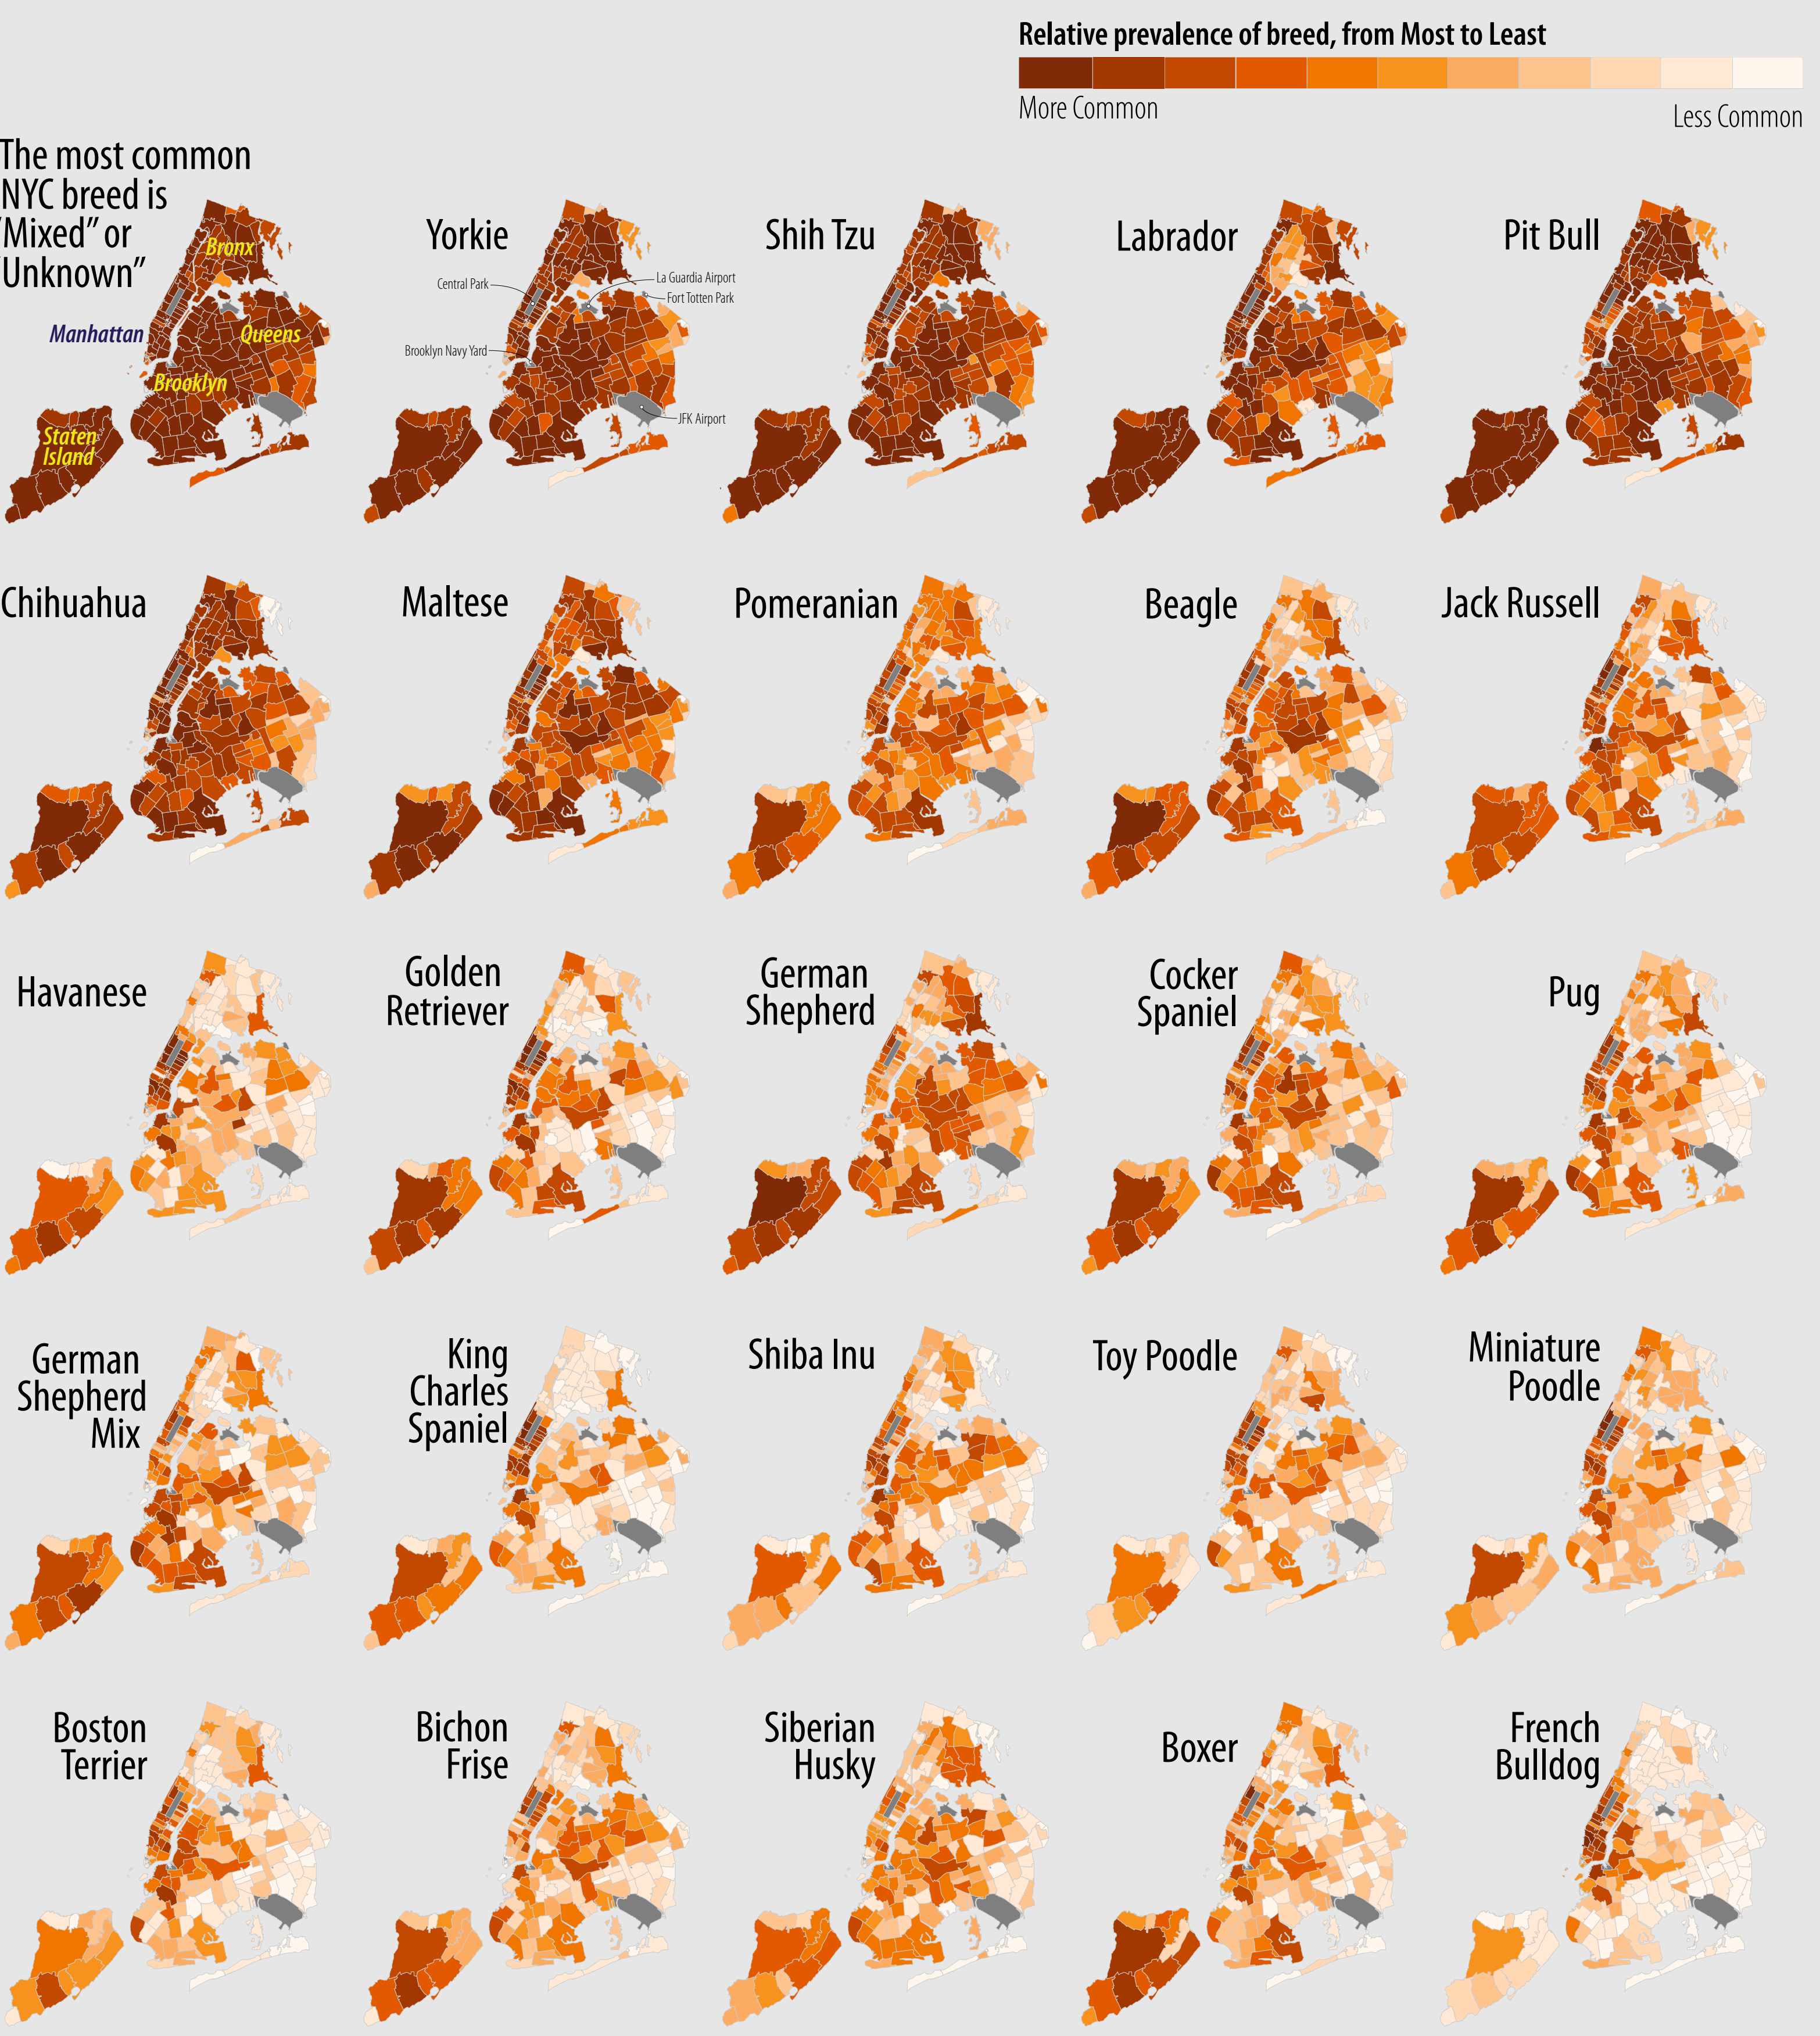 Relative prevalence of breed, from Most to Least
More Common
Less Common
The most common
NYC breed is
"Mixed" or
"Unknown"
Bronx
Manhattan
Queens
Brooklyn
Staten
Island
Yorkie
Central Park
La Guardia Airport
Fort Totten Park
Brooklyn Navy Yard
JFK Airport
Shih Tzu
Labrador
Pit Bull
Chihuahua
Maltese
Pomeranian
Beagle
Jack Russell
Havanese
Golden
Retriever
German
Shepherd
Cocker
Spaniel
Pug
German
Shepherd
Mix
King
Charles
Spaniel
Shiba Inu
Toy Poodle
Miniature
Poodle
Boston
Terrier
Bichon
Frise
Siberian
Husky
Boxer
French
Bulldog